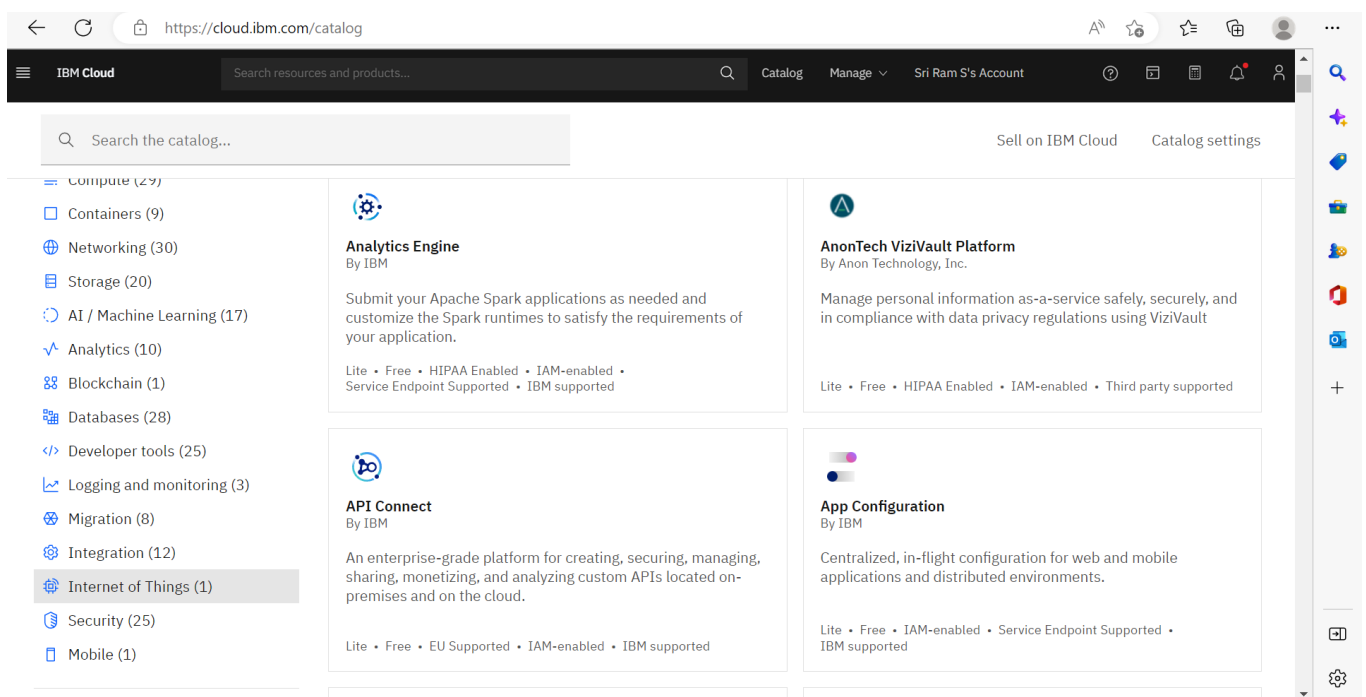 https://cloud.ibm.com/catalog
IBM Cloud
Search resources and products...
Catalog
Manage
Sri Ram S's Account
Search the catalog...
Sell on IBM Cloud
Catalog settings
Compute (29)
Containers (9)
Networking (30)
Storage (20)
AI / Machine Learning (17)
Analytics (10)
Blockchain (1)
Databases (28)
Developer tools (25)
Logging and monitoring (3)
Migration (8)
Integration (12)
Internet of Things (1)
Security (25)
Mobile (1)
Analytics Engine
By IBM
Submit your Apache Spark applications as needed and
customize the Spark runtimes to satisfy the requirements of
your application.
Lite • Free • HIPAA Enabled • IAM-enabled •
Service Endpoint Supported • IBM supported
AnonTech ViziVault Platform
By Anon Technology, Inc.
Manage personal information as-a-service safely, securely, and
in compliance with data privacy regulations using ViziVault
Lite • Free • HIPAA Enabled • IAM-enabled • Third party supported
API Connect
By IBM
An enterprise-grade platform for creating, securing, managing,
sharing, monetizing, and analyzing custom APIs located on-
premises and on the cloud.
Lite • Free • EU Supported • IAM-enabled • IBM supported
App Configuration
By IBM
Centralized, in-flight configuration for web and mobile
applications and distributed environments.
Lite • Free • IAM-enabled • Service Endpoint Supported •
IBM supported